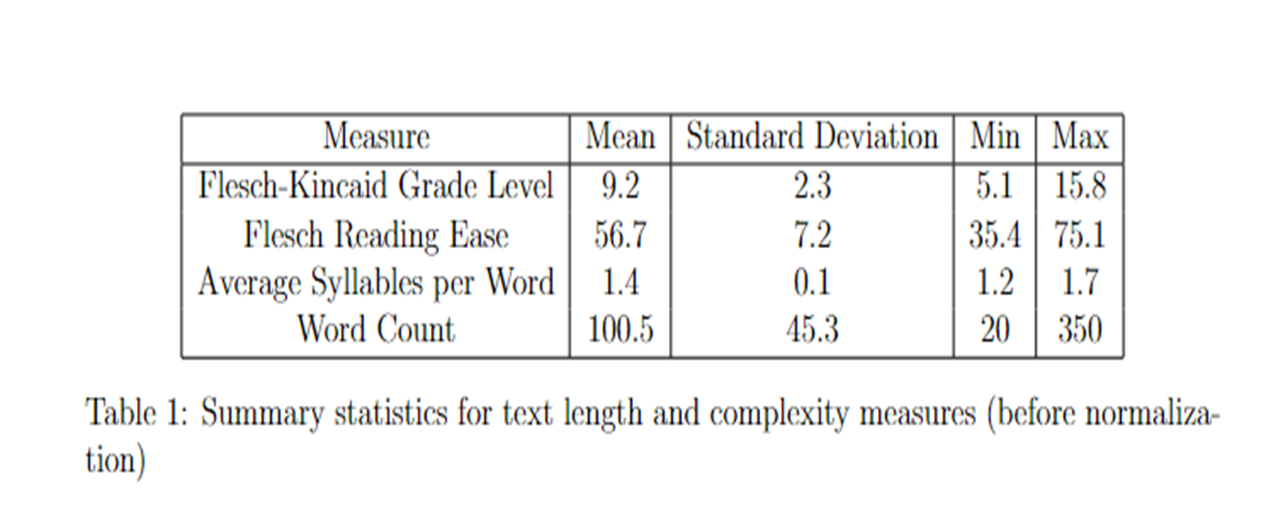 Measure Mean Standard Deviation Min Max
Flesch-Kincaid Grade Level 9.2 2.3 5.1 15.8
Flesch Reading Ease 56.7 7.2 35.4 75.1
Average Syllables per Word 1.4 0.1 1.2 1.7
Word Count 100.5 45.3 20 350
Table 1: Summary statistics for text length and complexity measures (before normaliza-
tion)